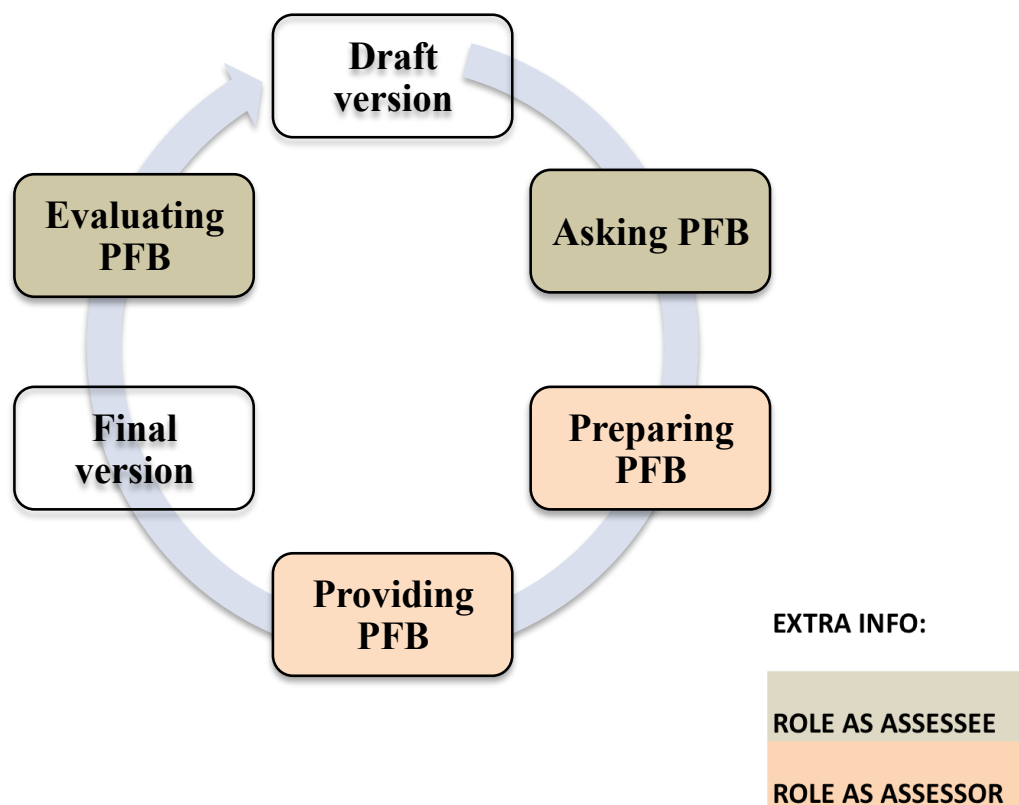 Draft
version
Asking PFB
Preparing
PFB
Providing
PFB
Final
version
Evaluating
PFB
EXTRA INFO:
ROLE AS ASSESSEE
ROLE AS ASSESSOR